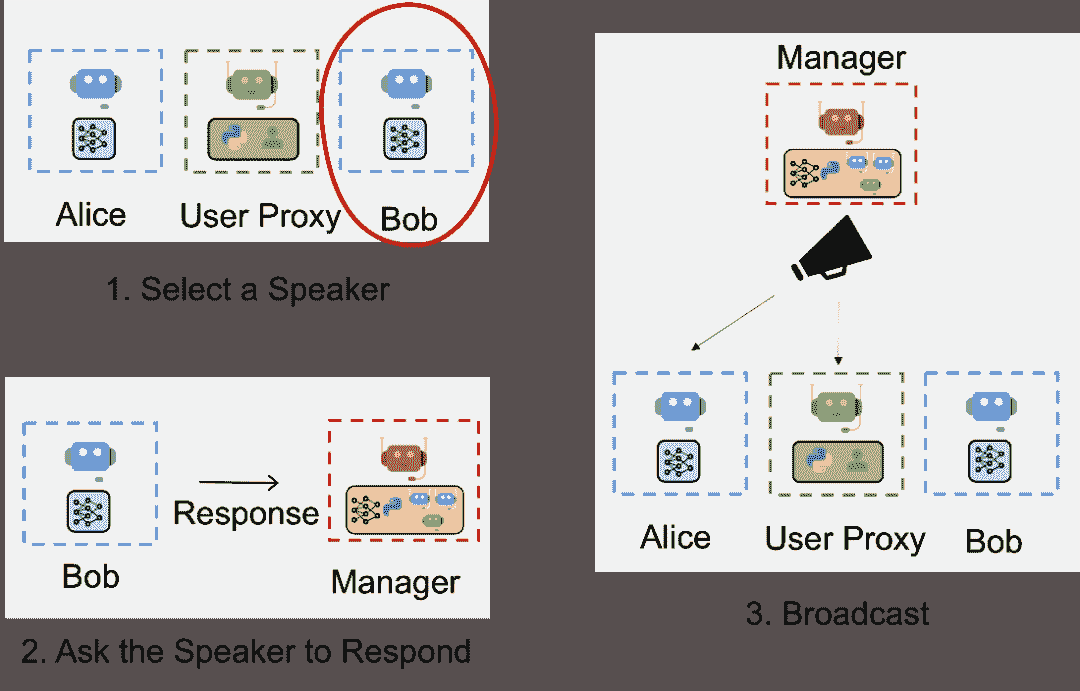 Alice
User Proxy
Bob
1. Select a Speaker
Bob
Response
Manager
2. Ask the Speaker to Respond
Manager
Alice
User Proxy
Bob
3. Broadcast